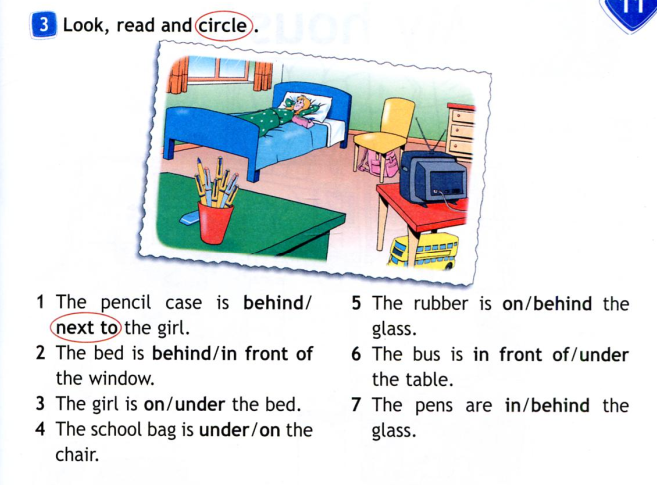 11
3 Look, read and circle.
1 The pencil case is behind/
next to the girl.
2 The bed is behind/in front of
the window.
3 The girl is on/under the bed.
4 The school bag is under/on the
chair.
5 The rubber is on/behind the
glass.
6 The bus is in front of/under
the table.
7 The pens are in/behind the
glass.